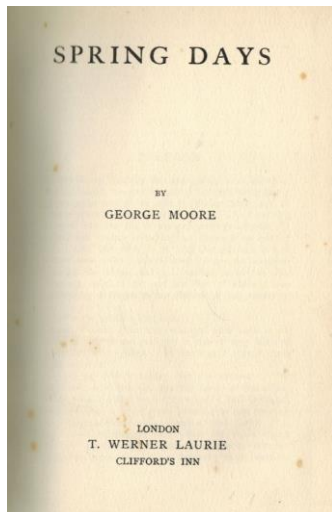 SPRING DAYS
BY
GEORGE MOORE
LONDON
T. WERNER LAURIE
CLIFFORD'S INN